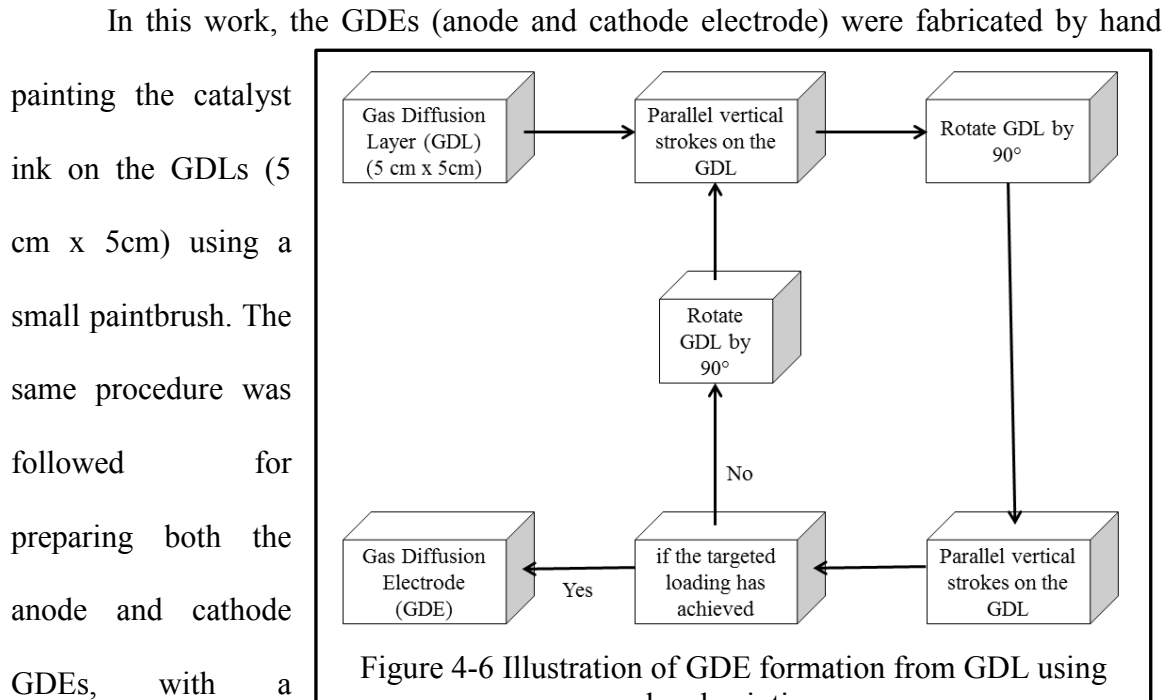 In this work, the GDEs (anode and cathode electrode) were fabricated by hand
painting the catalyst
ink on the GDLs (5
cm x 5cm) using a
small paintbrush. The
same procedure was
followed for
preparing both the
anode and cathode
GDEs, with a
Gas Diffusion
Layer (GDL)
(5 cm x 5cm)
Parallel vertical
strokes on the
GDL
Rotate GDL by
90°
Rotate
GDL by
90°
No
Gas Diffusion
Electrode
(GDE)
Yes
if the targeted
loading has
achieved
Parallel vertical
strokes on the
GDL
Figure 4-6 Illustration of GDE formation from GDL using